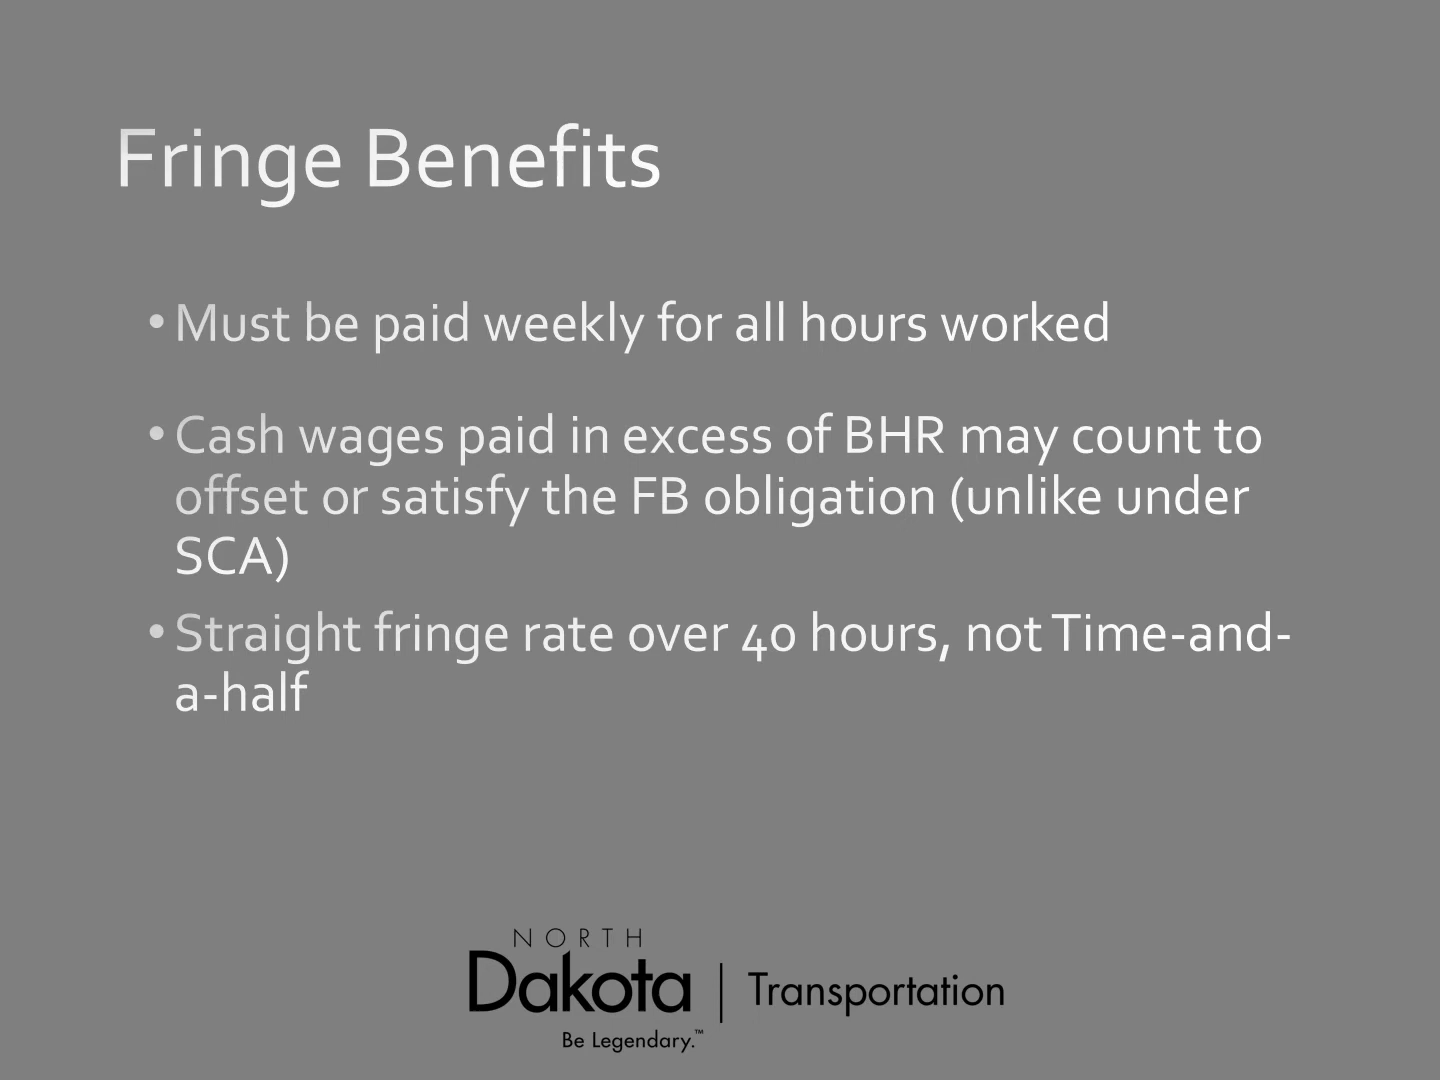 Fringe Benefits
• Must be paid weekly for all hours worked
• Cash wages paid in excess of BHR may count to
offset or satisfy the FB obligation (unlike under
SCA)
• Straight fringe rate over 40 hours, not Time-and-
a-half
NORTH
Dakota | Transportation
Be Legendary.™